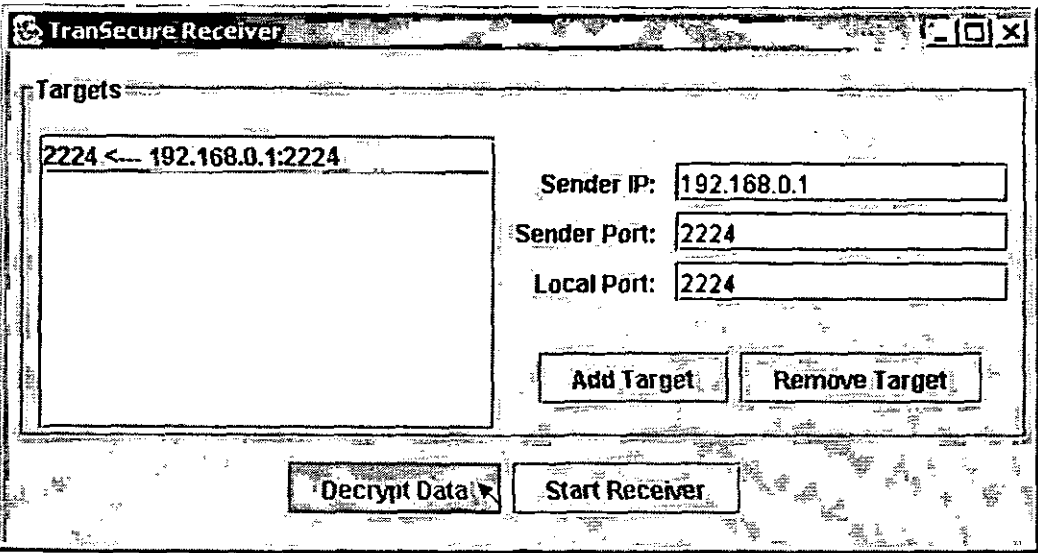 TranSecure Receiver
Targets
2224 <--- 192.168.0.1:2224
Sender IP: 192.168.0.1
Sender Port: 2224
Local Port: 2224
Add Target Remove Target
Decrypt Data Start Receiver